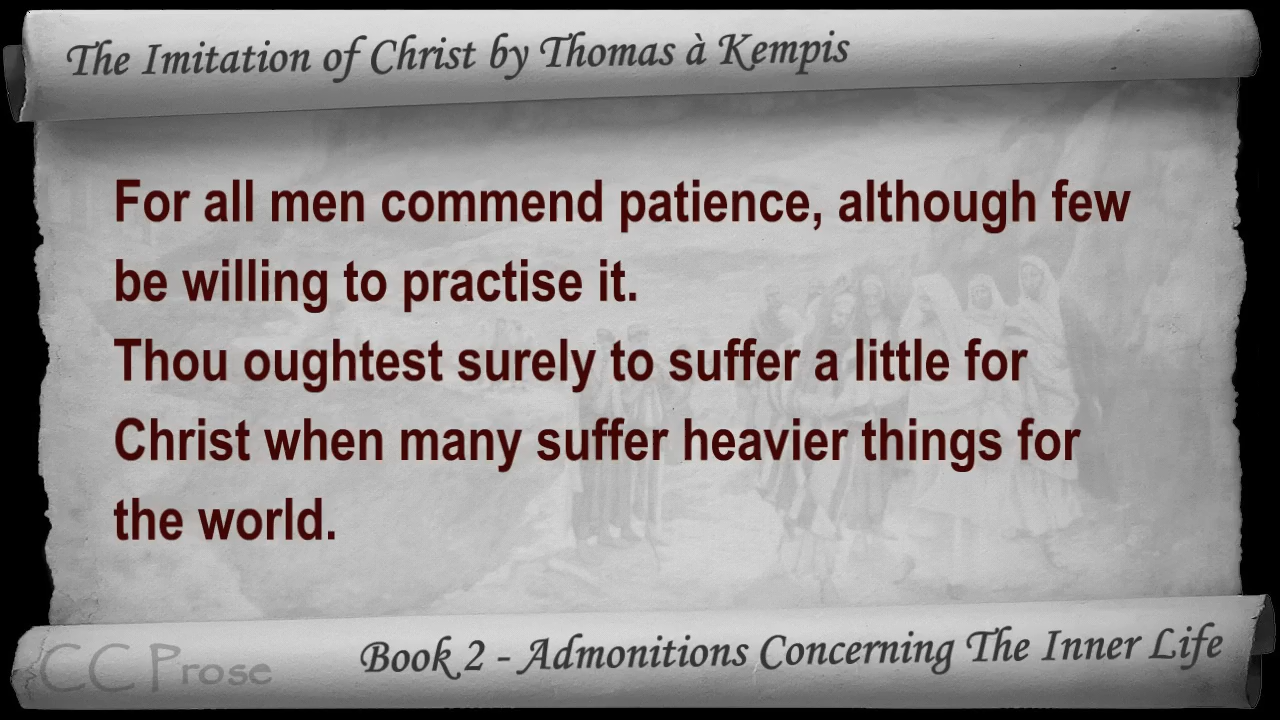 The Imitation of Christ by Thomas à Kempis
For all men commend patience, although few
be willing to practise it.
Thou oughtest surely to suffer a little for
Christ when many suffer heavier things for
the world.
CC Prose
Book 2 - Admonitions Concerning The Inner Life